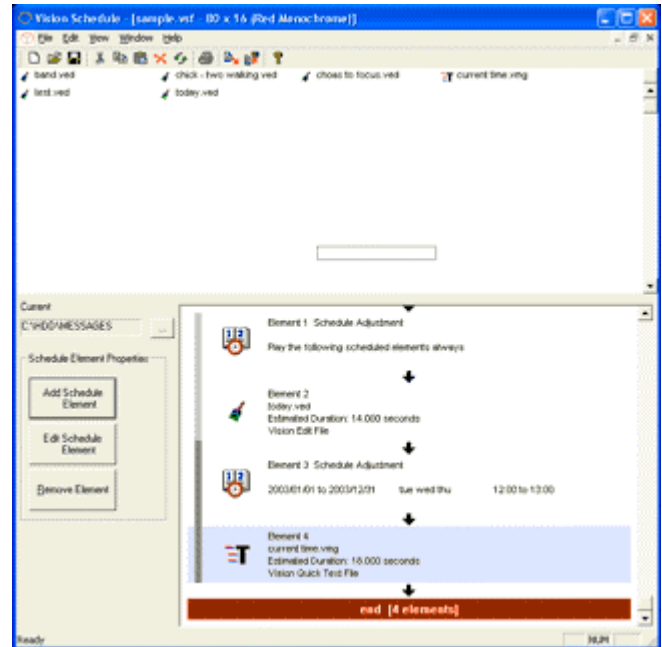 Vision Schedule - [sample.vsf - 80 x 16 (Red Monochrome)]
File Edit View Window Help
band.ved chick - two walking.ved choes to focus.ved current time.vmg
test.ved today.ved
Current
C:\HDD\MESSAGES ...
Schedule Element Properties
Add Schedule
Element
Edit Schedule
Element
Remove Element
Element 1 Schedule Adjustment
Play the following scheduled elements always
Element 2
today.ved
Estimated Duration: 14.000 seconds
Vision Edit File
Element 3 Schedule Adjustment
2003/01/01 to 2003/12/31 tue wed thu 12:00 to 13:00
Element 4
current time.vmg
Estimated Duration: 18.000 seconds
Vision Quick Text File
end [4 elements]
Ready NUM